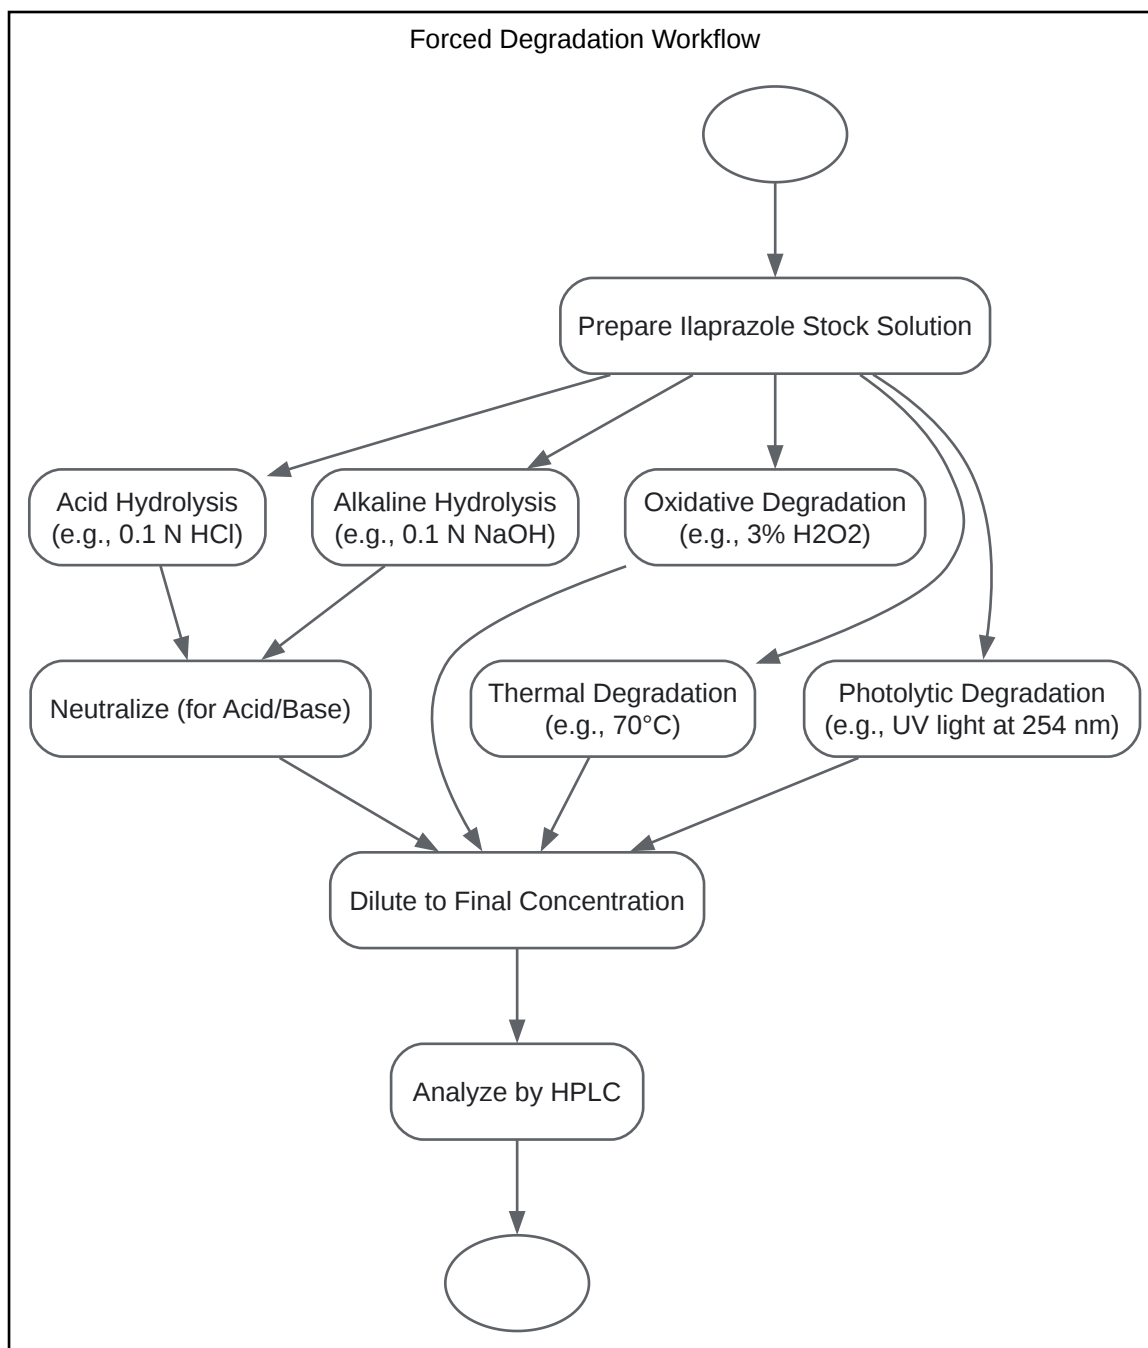 Forced Degradation Workflow
Prepare Ilaprazole Stock Solution
Acid Hydrolysis
(e.g., 0.1 N HCl)
Alkaline Hydrolysis
(e.g., 0.1 N NaOH)
Oxidative Degradation
(e.g., 3% H2O2)
Neutralize (for Acid/Base)
Thermal Degradation
(e.g., 70°C)
Photolytic Degradation
(e.g., UV light at 254 nm)
Dilute to Final Concentration
Analyze by HPLC